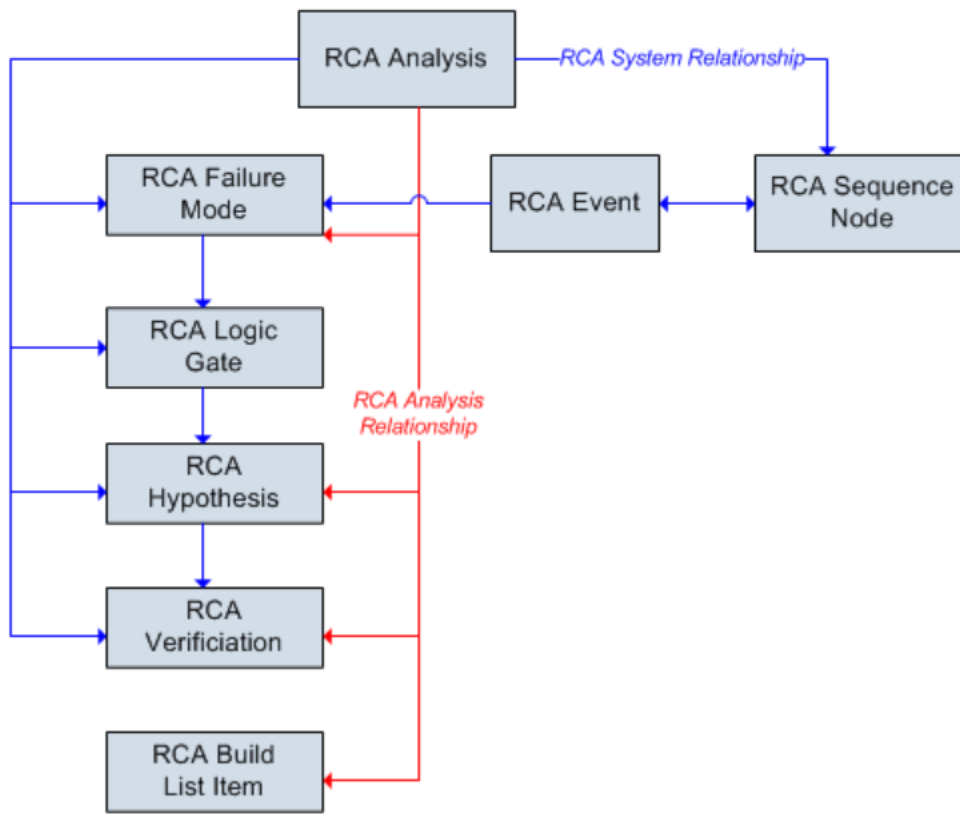 RCA Analysis
RCA System Relationship
RCA Failure
Mode
RCA Event
RCA Sequence
Node
RCA Logic
Gate
RCA Analysis
Relationship
RCA
Hypothesis
RCA
Verificiation
RCA Build
List Item